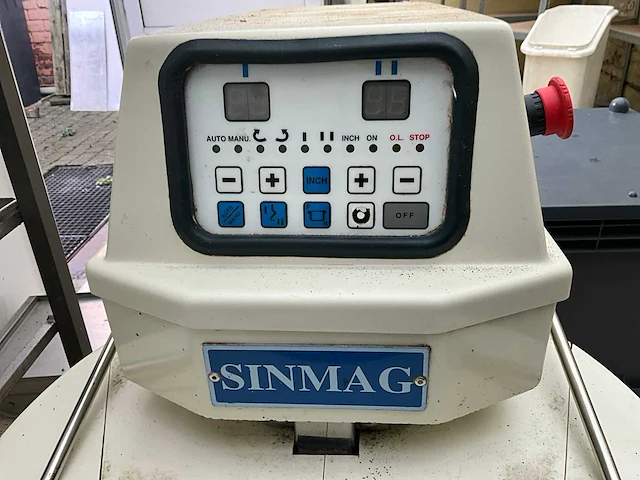 I II
AUTO MANU. I II INCH ON O.L. STOP
− + INCH + −
OFF
SINMAG